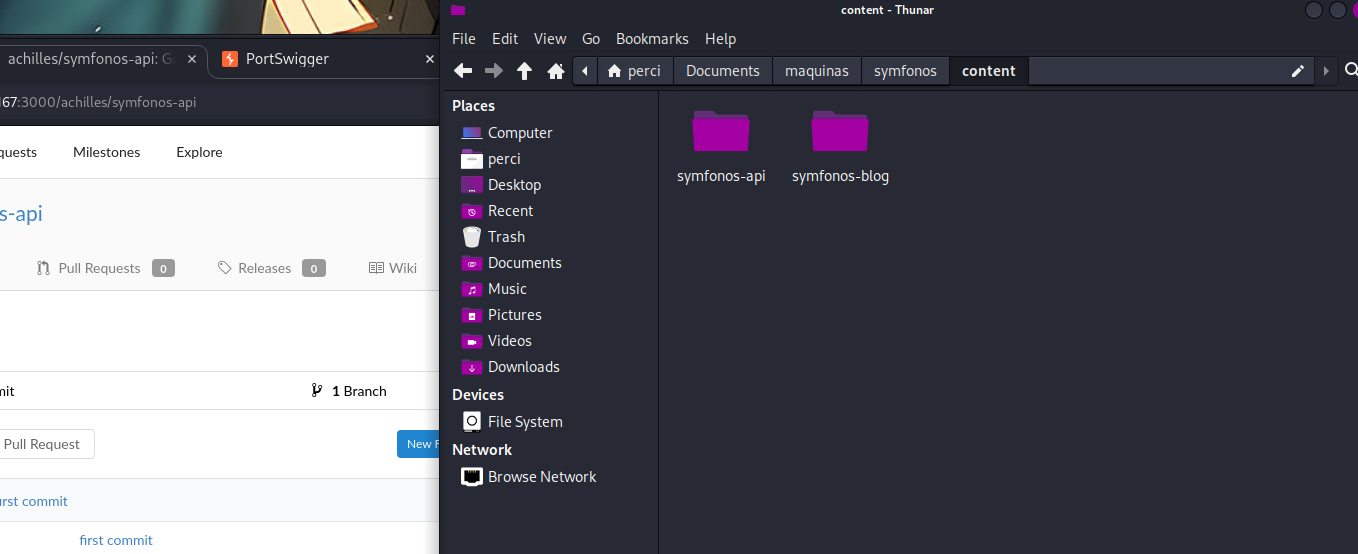 achilles/symfonos-api: G
PortSwigger
167:3000/achilles/symfonos-api
quests
Milestones
Explore
s-api
Pull Requests 0
Releases 0
Wiki
mit
1 Branch
Pull Request
New F
irst commit
first commit
content - Thunar
File Edit View Go Bookmarks Help
perci Documents maquinas symfonos content
Places
Computer
perci
Desktop
Recent
Trash
Documents
Music
Pictures
Videos
Downloads
Devices
File System
Network
Browse Network
symfonos-api
symfonos-blog